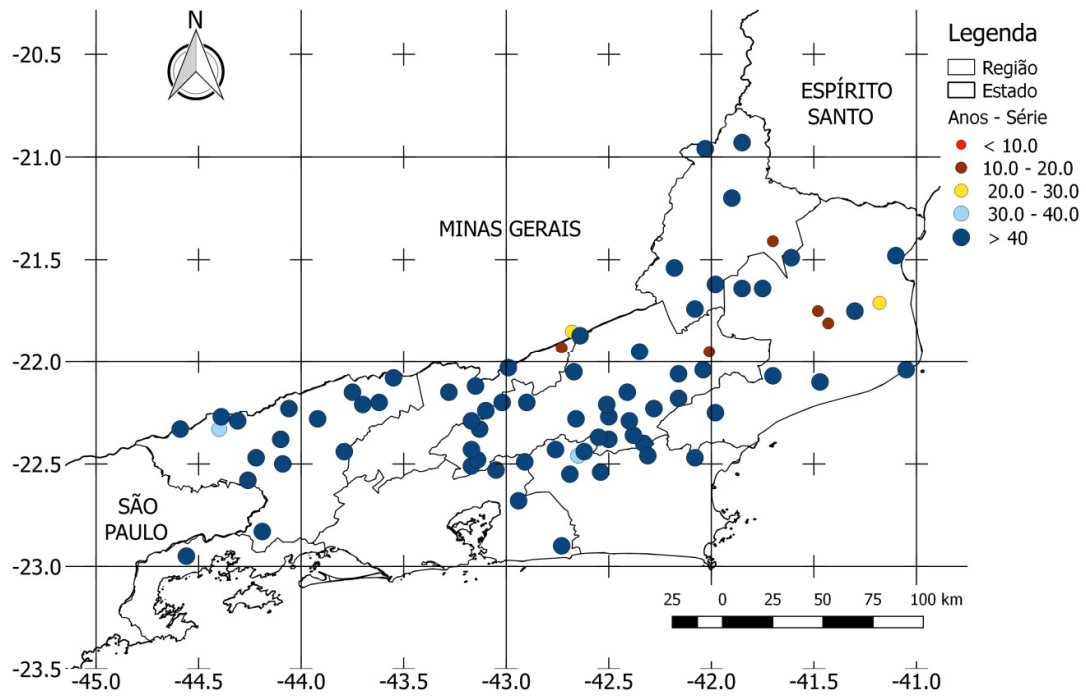 N
Legenda
Região
Estado
Anos - Série
< 10.0
10.0 - 20.0
20.0 - 30.0
30.0 - 40.0
> 40
ESPÍRITO
SANTO
MINAS GERAIS
SÃO
PAULO
-20.5
-21.0
-21.5
-22.0
-22.5
-23.0
-23.5
25 0 25 50 75 100 km
-45.0 -44.5 -44.0 -43.5 -43.0 -42.5 -42.0 -41.5 -41.0